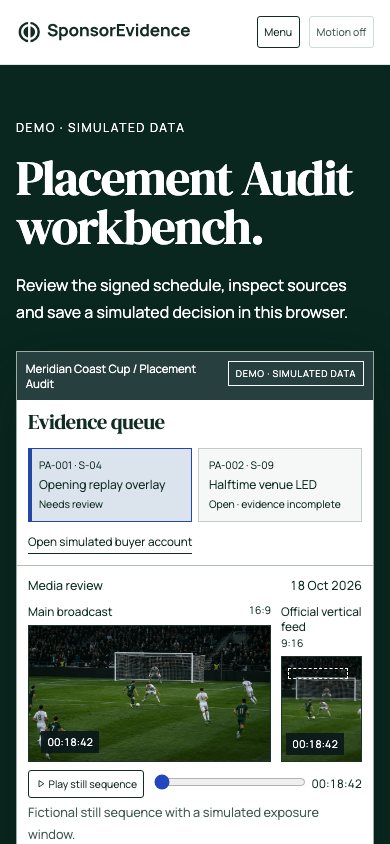 SponsorEvidence
Menu
Motion off
DEMO · SIMULATED DATA
Placement Audit
workbench.
Review the signed schedule, inspect sources
and save a simulated decision in this browser.
Meridian Coast Cup / Placement
Audit
DEMO · SIMULATED DATA
Evidence queue
PA-001 · S-04
Opening replay overlay
Needs review
PA-002 · S-09
Halftime venue LED
Open · evidence incomplete
Open simulated buyer account
Media review
18 Oct 2026
Main broadcast
16:9
00:18:42
Official vertical
feed
9:16
00:18:42
Play still sequence
00:18:42
Fictional still sequence with a simulated exposure
window.